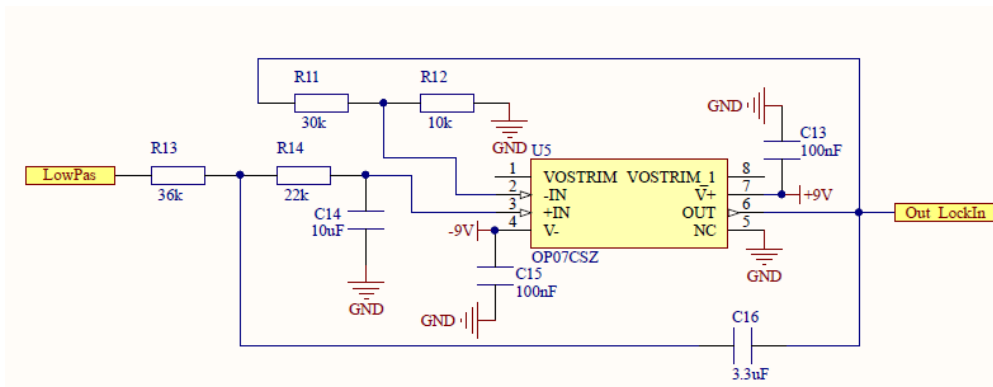 R11
R12
30k
10k
GND
GND
R13
R14
U5
C13
100nF
LowPas
36k
22k
1
VOSTRIM
VOSTRIM_1
8
2
-IN
V+
7
+9V
C14
10uF
3
+IN
OUT
6
Out_LockIn
-9V
4
V-
NC
5
OP07CSZ
GND
C15
100nF
GND
GND
C16
3.3uF